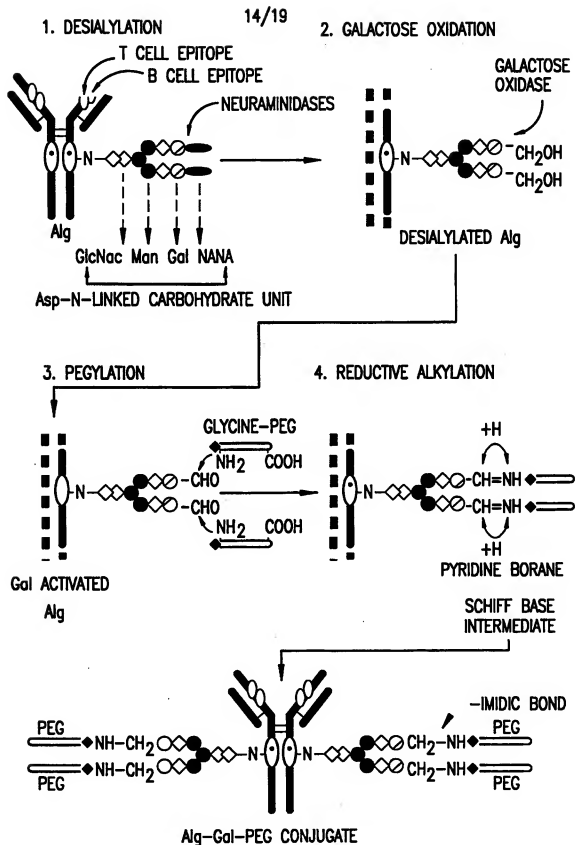 14/19
1. DESIALYLATION
2. GALACTOSE OXIDATION
T CELL EPITOPE
B CELL EPITOPE
NEURAMINIDASES
GALACTOSE
OXIDASE
N
CH2OH
CH2OH
Alg
GlcNac Man Gal NANA
Asp-N-LINKED CARBOHYDRATE UNIT
N
DESIALYLATED Alg
3. PEGYLATION
4. REDUCTIVE ALKYLATION
GLYCINE-PEG
NH2 COOH
-CHO
-CHO
NH2 COOH
N
Gal ACTIVATED
Alg
+H
N
-CH=NH
-CH=NH
+H
PYRIDINE BORANE
SCHIFF BASE
INTERMEDIATE
-IMIDIC BOND
PEG
NH-CH2
N
N
CH2-NH
PEG
NH-CH2
CH2-NH
PEG
PEG
Alg-Gal-PEG CONJUGATE